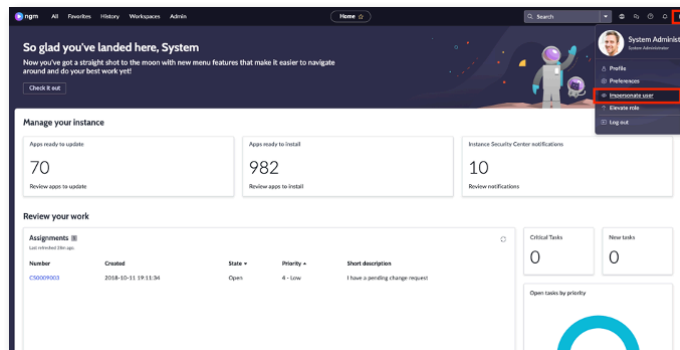 ngm All Favorites History Workspaces Admin Home ☆ Search
So glad you've landed here, System
Now you've got a straight shot to the moon with new menu features that make it easier to navigate
around and do your best work yet!
Check it out
System Administ
System Administrator
Profile
Preferences
Impersonate user
Elevate role
Log out
Manage your instance
Apps ready to update
70
Review apps to update
Apps ready to install
982
Review apps to install
Instance Security Center notifications
10
Review notifications
Review your work
Assignments
Last refreshed 20m ago.
Number Created State Priority Short description
CS0009003 2018-10-11 19:11:34 Open 4 - Low I have a pending change request
Critical Tasks
0
New tasks
0
Open tasks by priority